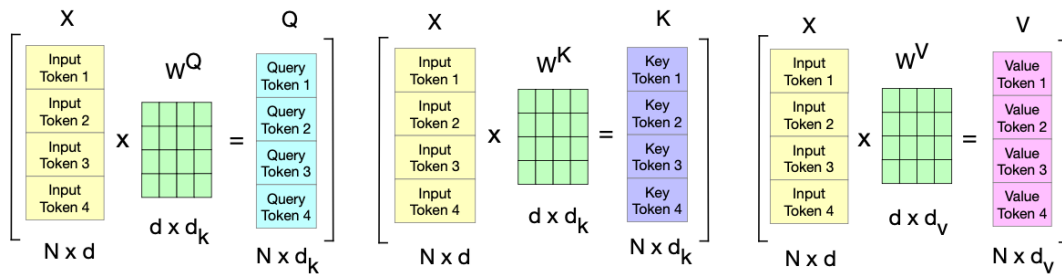 X
Input
Token 1
Input
Token 2
Input
Token 3
Input
Token 4
N x d
x
W^Q
d x d_k
=
Q
Query
Token 1
Query
Token 2
Query
Token 3
Query
Token 4
N x d_k
X
Input
Token 1
Input
Token 2
Input
Token 3
Input
Token 4
N x d
x
W^K
d x d_k
=
K
Key
Token 1
Key
Token 2
Key
Token 3
Key
Token 4
N x d_k
X
Input
Token 1
Input
Token 2
Input
Token 3
Input
Token 4
N x d
x
W^V
d x d_v
=
V
Value
Token 1
Value
Token 2
Value
Token 3
Value
Token 4
N x d_v